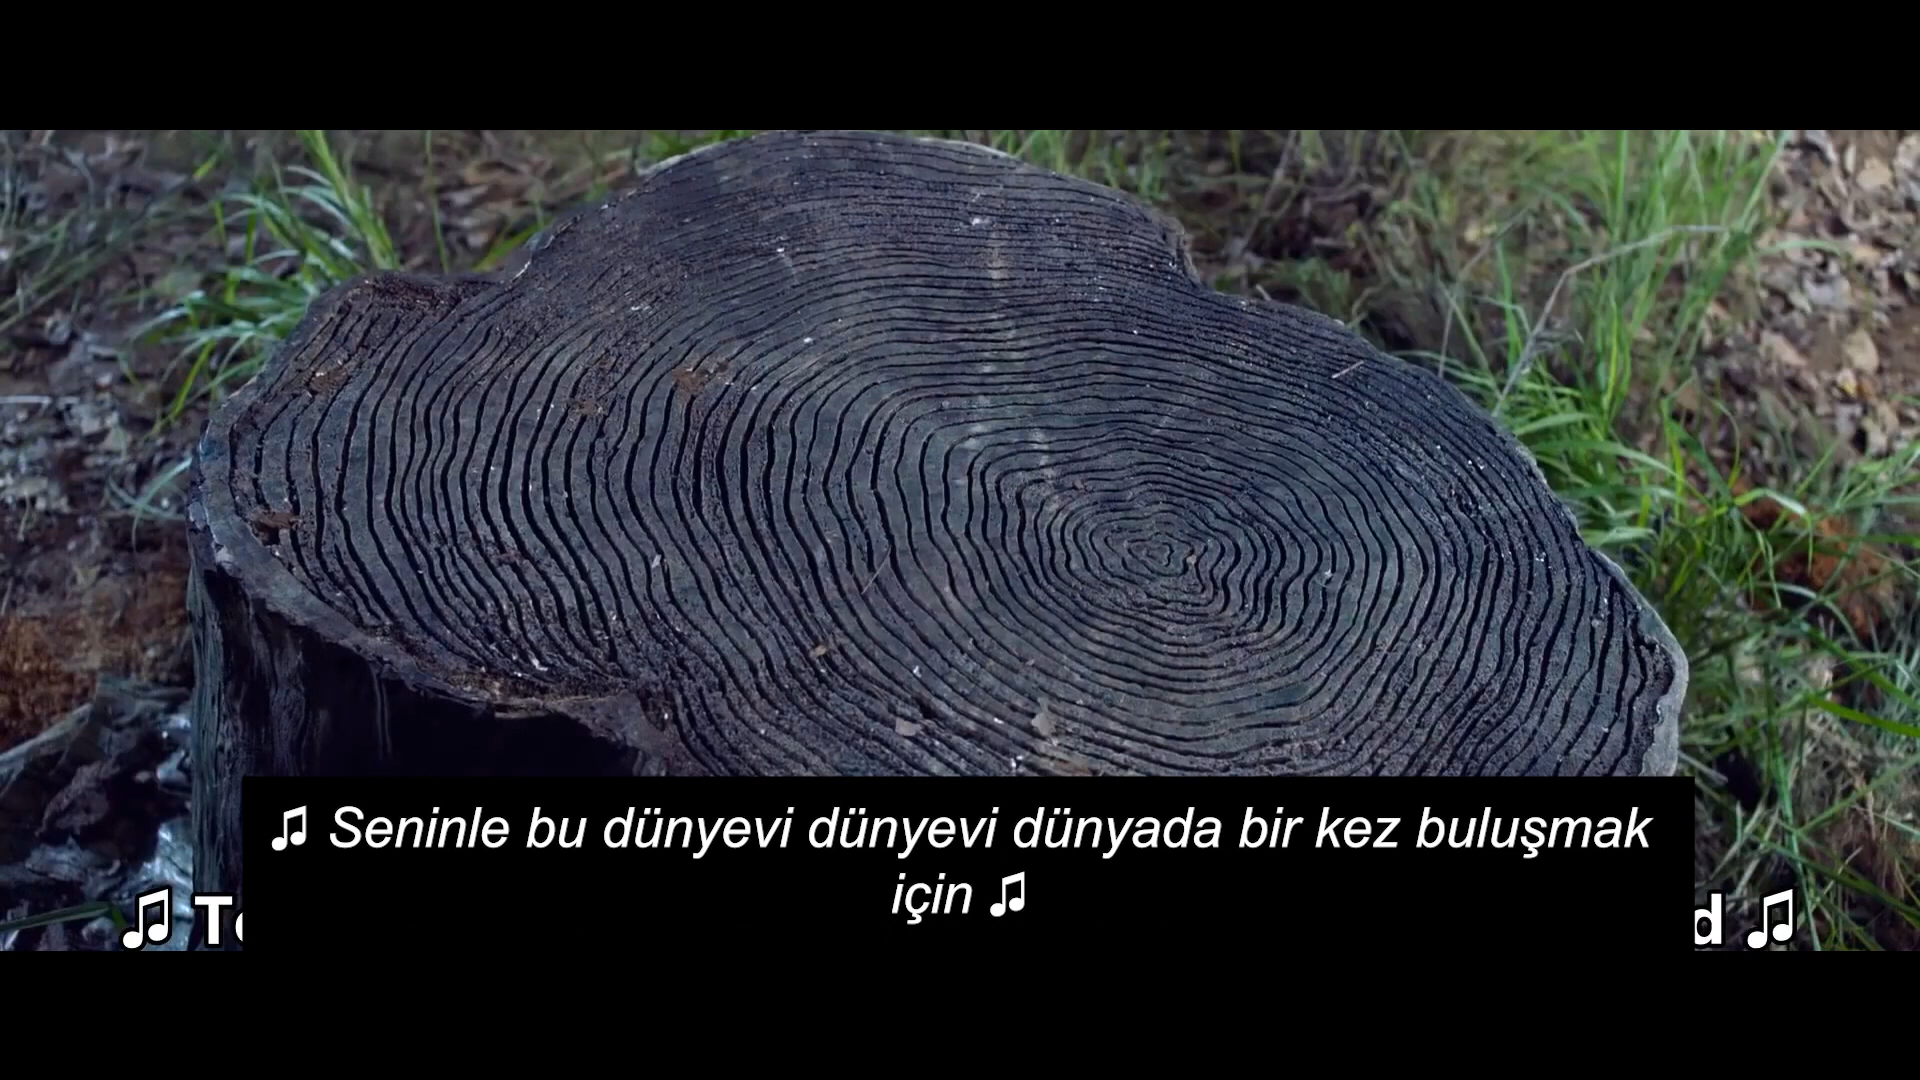 ♫ Seninle bu dünyevi dünyevi dünyada bir kez buluşmak
için ♫